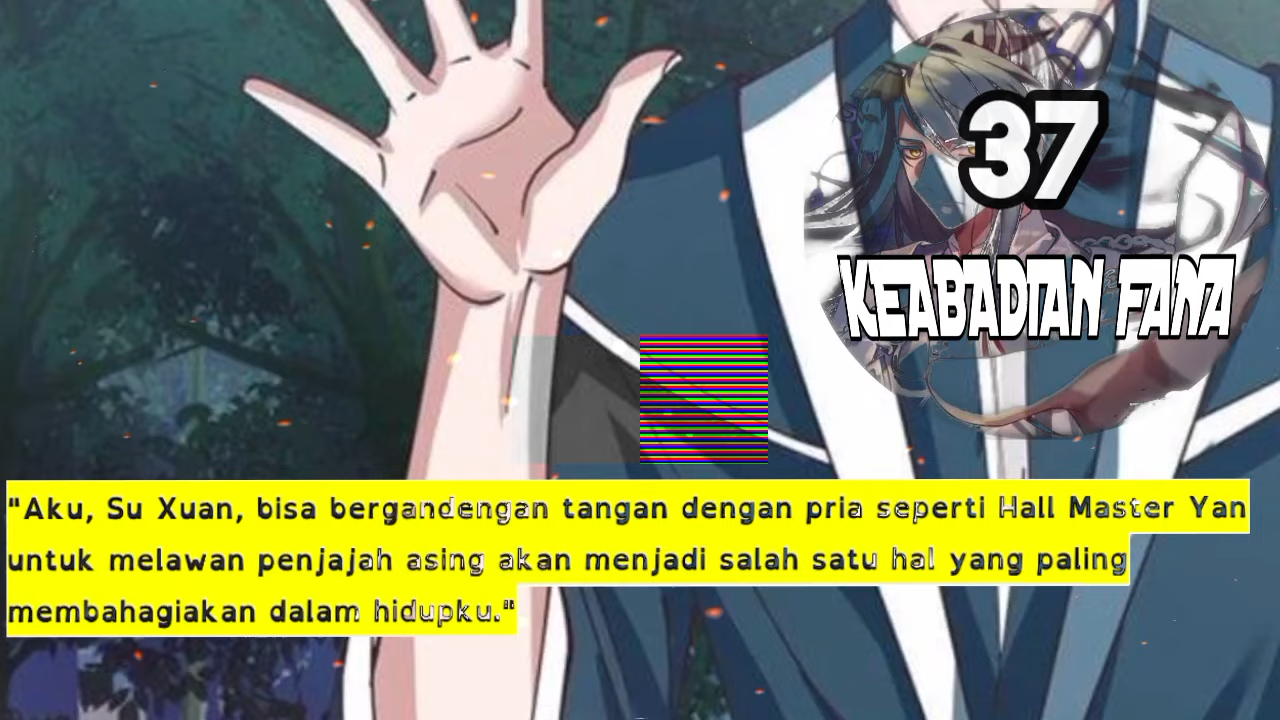 37
KEABADIAN FANA
"Aku, Su Xuan, bisa bergandengan tangan dengan pria seperti Hall Master Yan
untuk melawan penjajah asing akan menjadi salah satu hal yang paling
membahagiakan dalam hidupku."